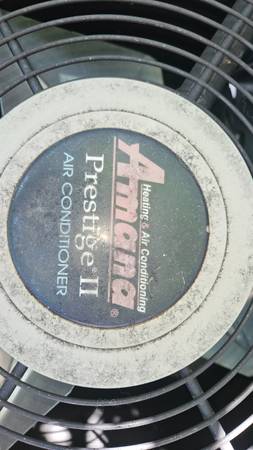 Amana®
Heating & Air Conditioning
Prestige II
AIR CONDITIONER